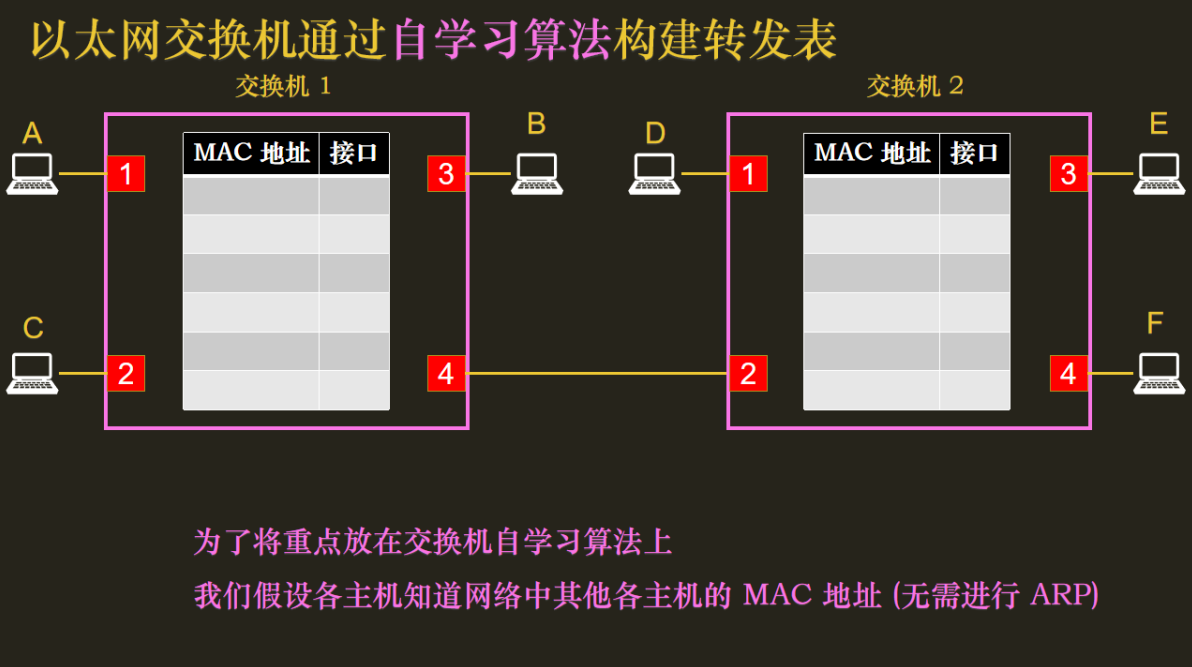 以太网交换机通过自学习算法构建转发表
交换机 1
交换机 2
A
B
D
E
MAC 地址 接口
MAC 地址 接口
1
3
1
3
C
F
2
4
2
4
为了将重点放在交换机自学习算法上
我们假设各主机知道网络中其他各主机的 MAC 地址 (无需进行 ARP)